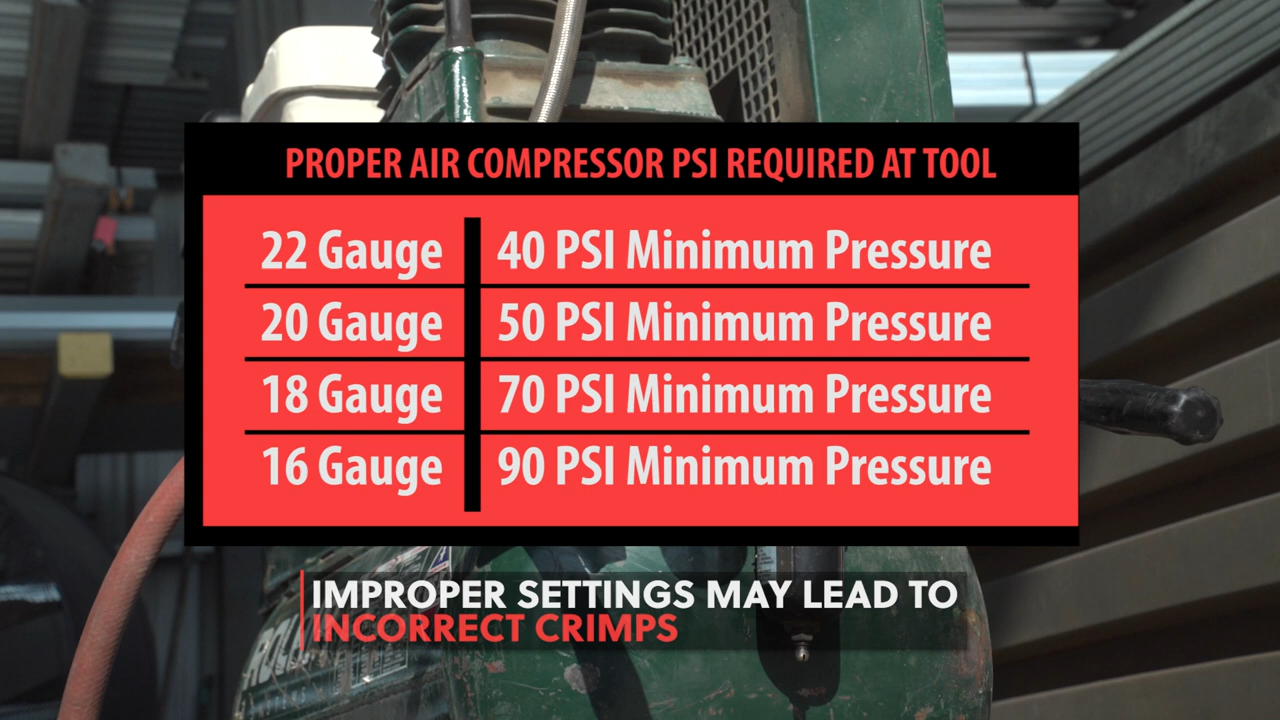 PROPER AIR COMPRESSOR PSI REQUIRED AT TOOL
22 Gauge 40 PSI Minimum Pressure
20 Gauge 50 PSI Minimum Pressure
18 Gauge 70 PSI Minimum Pressure
16 Gauge 90 PSI Minimum Pressure
IMPROPER SETTINGS MAY LEAD TO
INCORRECT CRIMPS